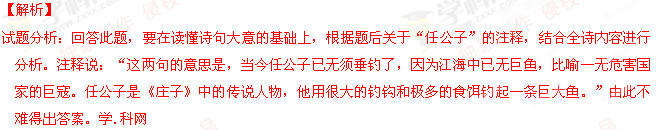 【解析】
试题分析：回答此题，要在读懂诗句大意的基础上，根据题后关于“任公子”的注释，结合全诗内容进行
分析。注释说：“这两句的意思是，当今任公子已无须垂钓了，因为江海中已无巨鱼，比喻一无危害国
家的巨寇。任公子是《庄子》中的传说人物，他用很大的钓钩和极多的食饵钓起一条巨大鱼。”由此不
难得出答案。学.科网